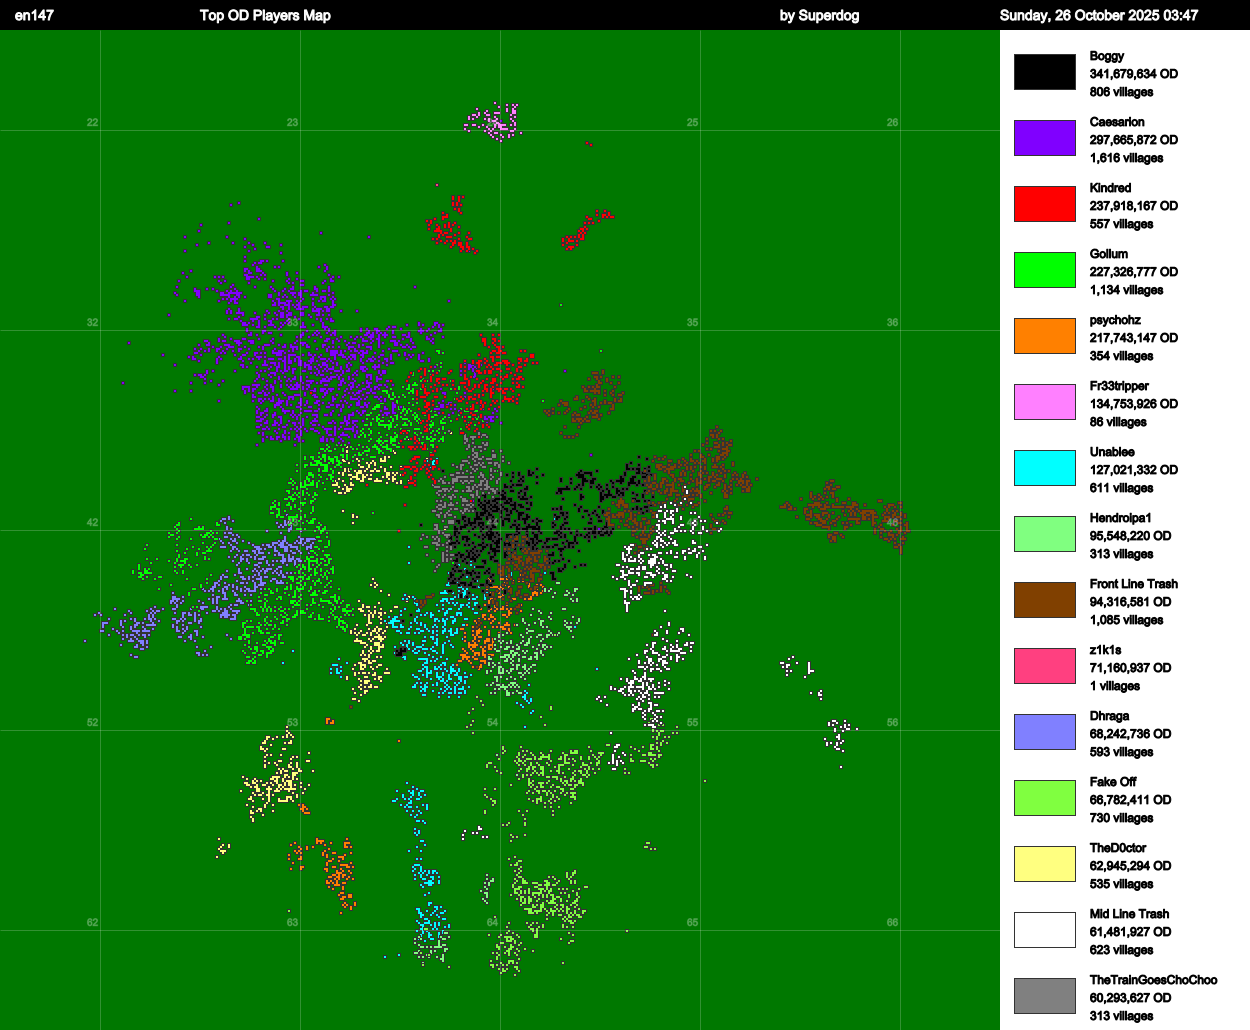 en147 Top OD Players Map by Superdog Sunday, 26 October 2025 03:47
Boggy
341,679,634 OD
806 villages
Caesarion
297,665,872 OD
1,616 villages
Kindred
237,918,167 OD
557 villages
Gollum
227,326,777 OD
1,134 villages
psychohz
217,743,147 OD
354 villages
Fr33tripper
134,753,926 OD
86 villages
Unablee
127,021,332 OD
611 villages
Hendroipa1
95,548,220 OD
313 villages
Front Line Trash
94,316,581 OD
1,085 villages
z1k1s
71,160,937 OD
1 villages
Dhraga
68,242,736 OD
593 villages
Fake Off
66,782,411 OD
730 villages
TheD0ctor
62,945,294 OD
535 villages
Mid Line Trash
61,481,927 OD
623 villages
TheTrainGoesChoChoo
60,293,627 OD
313 villages
22 23 25 26
32 33 34 35 36
42 44 46
52 53 54 55 56
62 63 64 65 66